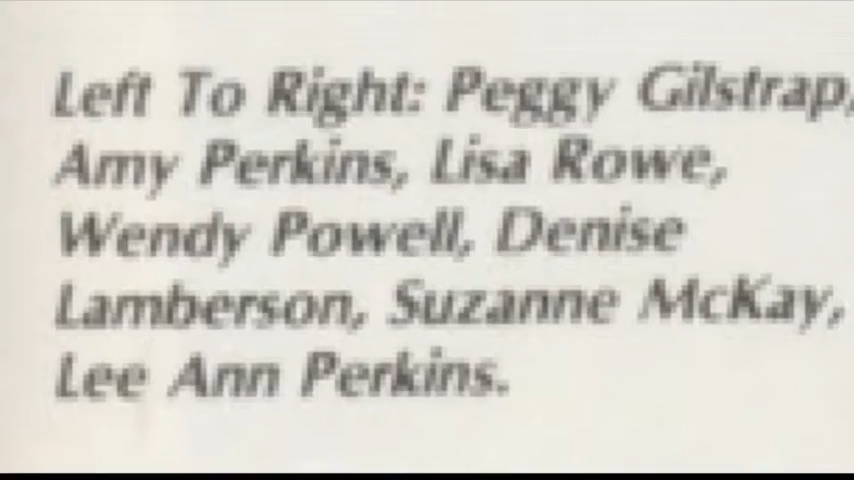 Left To Right: Peggy Gilstrap,
Amy Perkins, Lisa Rowe,
Wendy Powell, Denise
Lamberson, Suzanne McKay,
Lee Ann Perkins.